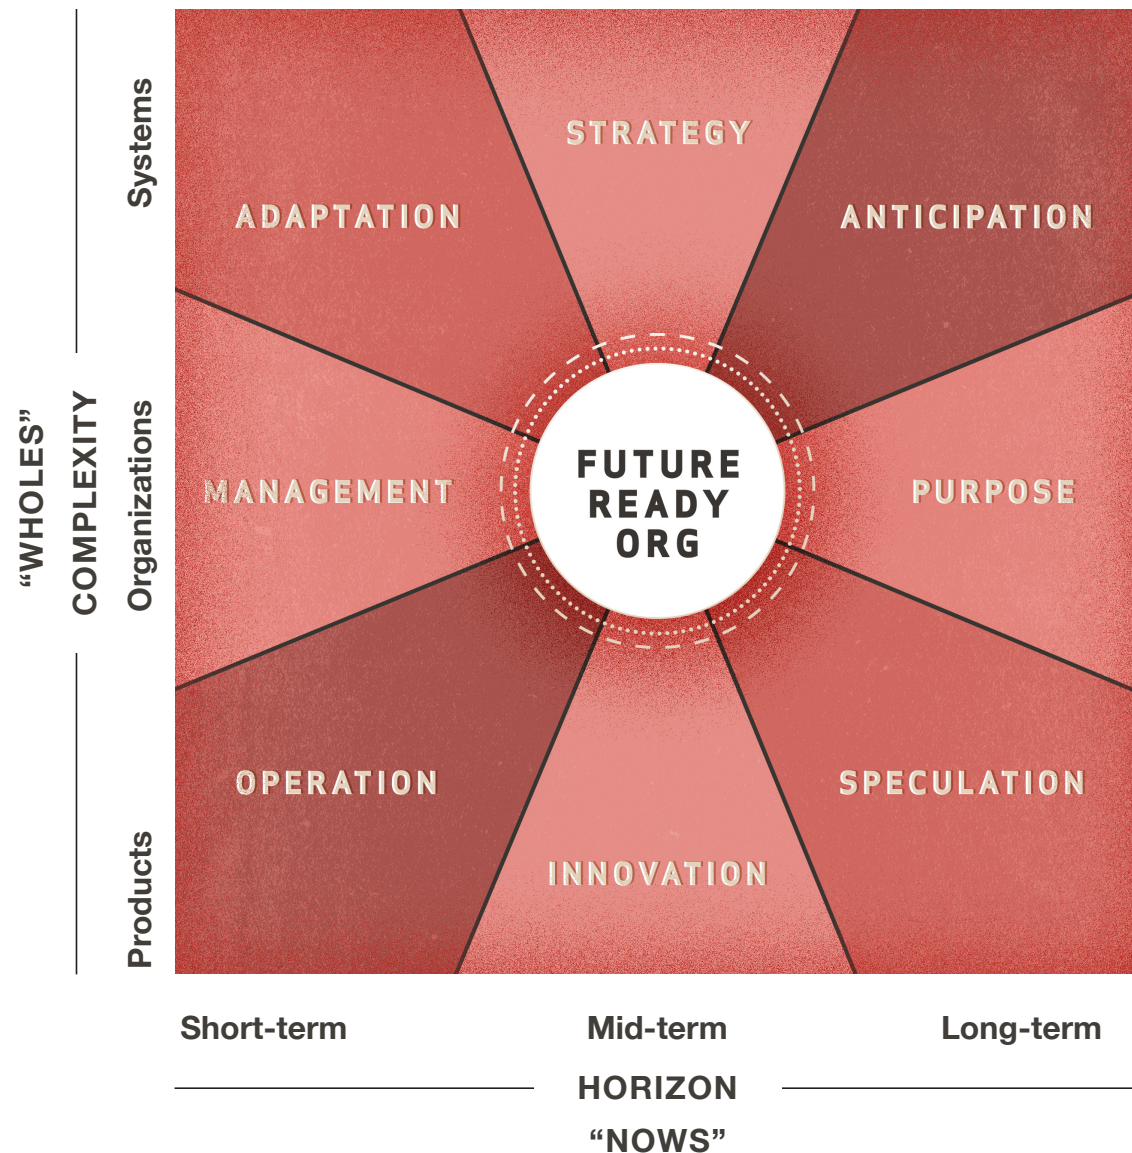 STRATEGY
ADAPTATION
ANTICIPATION
Systems
FUTURE
READY
ORG
MANAGEMENT
PURPOSE
Organizations
COMPLEXITY
“WHOLES”
OPERATION
SPECULATION
INNOVATION
Products
Short-term
Mid-term
Long-term
HORIZON
“NOWS”